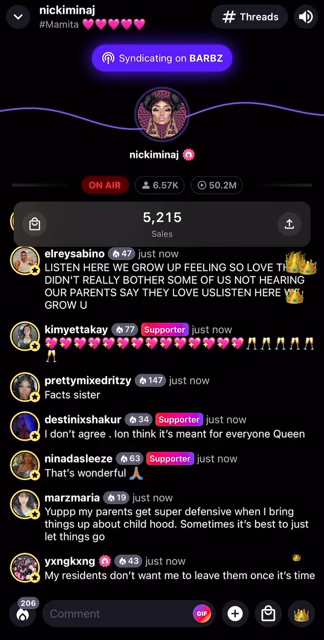 nickiminaj
#Mamita 💖💖💖💖💖
# Threads
Syndicating on BARBZ
nickiminaj
ON AIR 6.57K 50.2M
5,215
Sales
elreysabino 47 just now
LISTEN HERE WE GROW UP FEELING SO LOVE TH
DIDN'T REALLY BOTHER SOME OF US NOT HEARING
OUR PARENTS SAY THEY LOVE USLISTEN HERE
GROW U
kimyettakay 77 Supporter just now
💖💖💖💖💖💖💖💖💖💖💖💖💖💖🥂🥂🥂🥂🥂
🥂
prettymixedritzy 147 just now
Facts sister
destinixshakur 34 Supporter just now
I don't agree . Ion think it's meant for everyone Queen
ninadasleeze 63 Supporter just now
That's wonderful 🙏🏽
marzmaria 19 just now
Yuppp my parents get super defensive when I bring
things up about child hood. Sometimes it's best to just
let things go
yxngkxng 43 just now
My residents don't want me to leave them once it's time
206
Comment
GIF